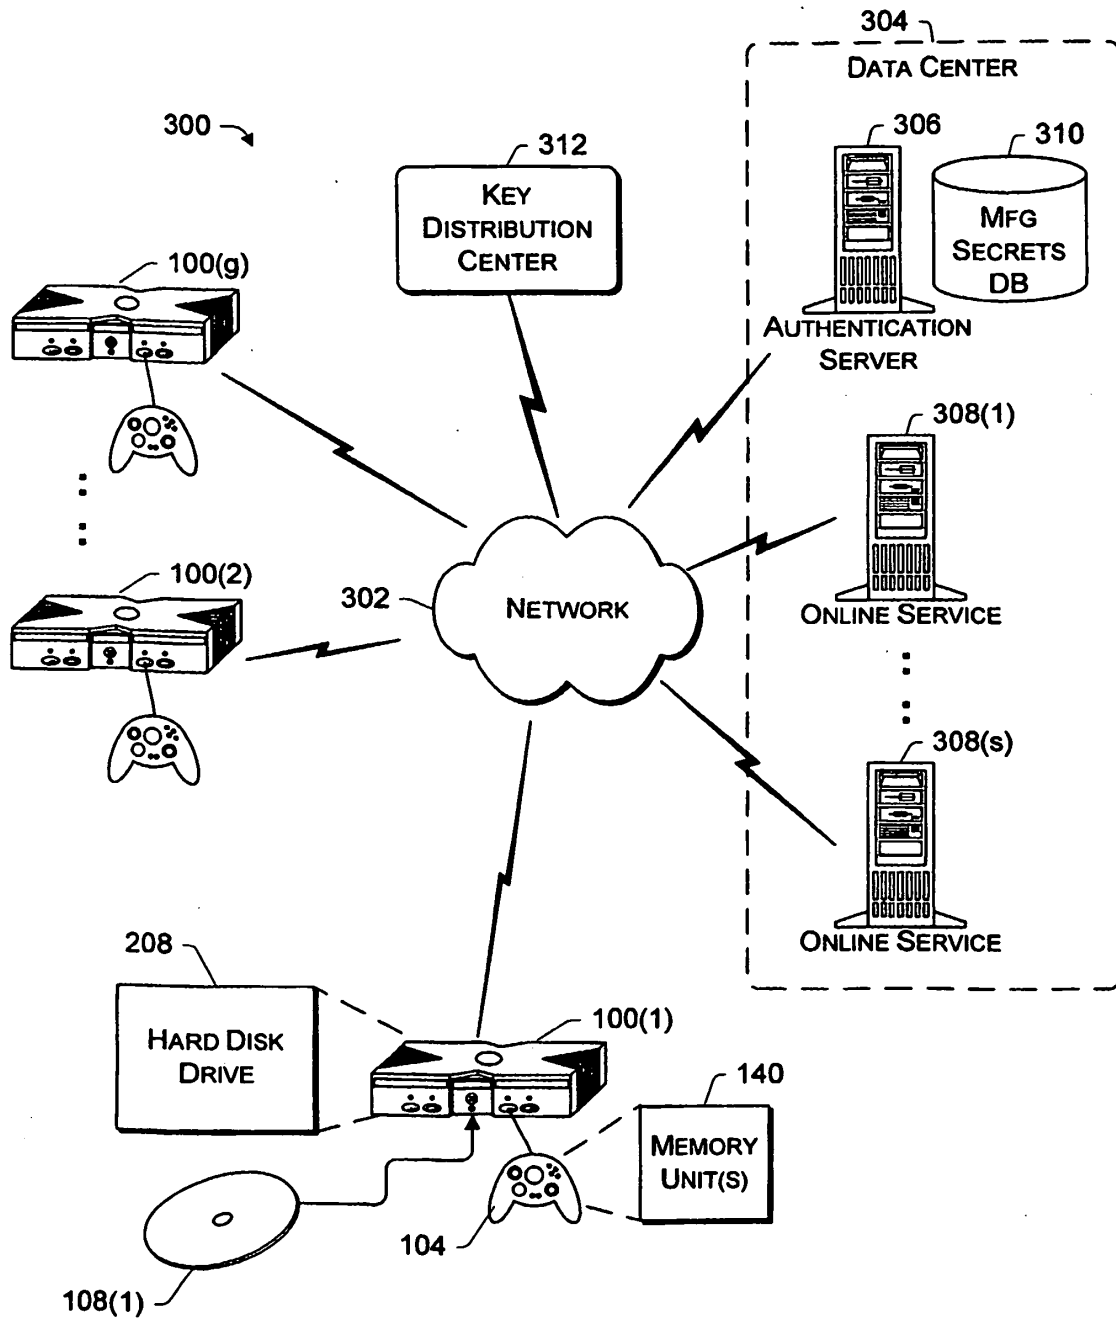 304
DATA CENTER
300
312
306
310
KEY
DISTRIBUTION
CENTER
MFG
SECRETS
DB
100(g)
AUTHENTICATION
SERVER
308(1)
100(2)
302
NETWORK
ONLINE SERVICE
308(s)
208
ONLINE SERVICE
HARD DISK
DRIVE
100(1)
140
MEMORY
UNIT(S)
104
108(1)